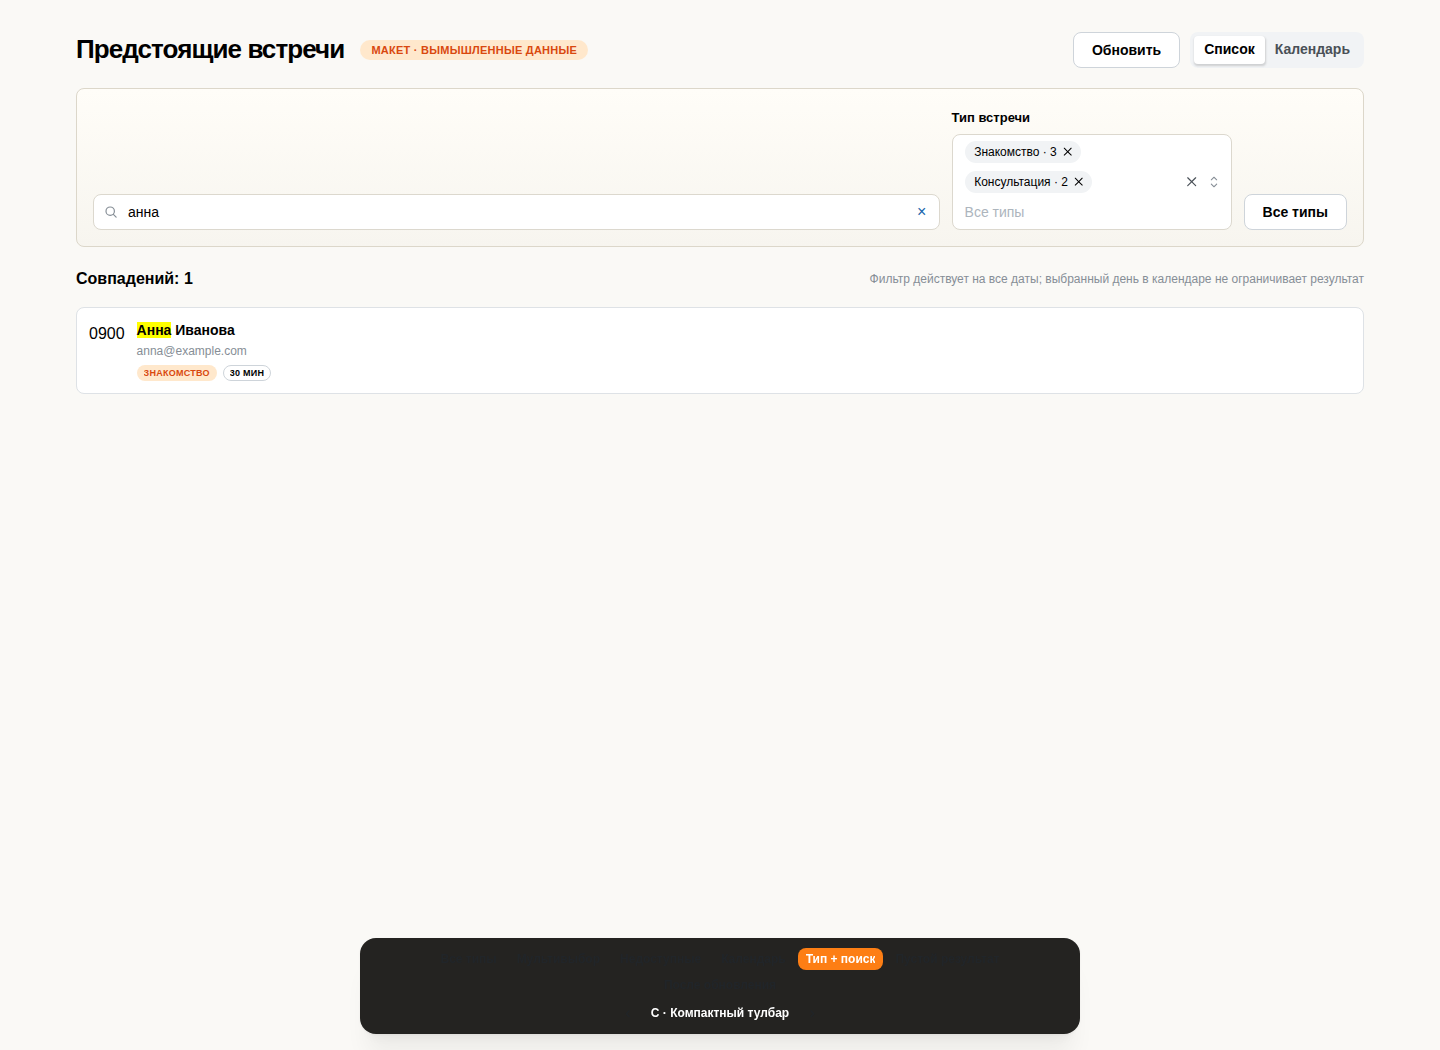 Предстоящие встречи
МАКЕТ · ВЫМЫШЛЕННЫЕ ДАННЫЕ
Обновить
Список
Календарь
Тип встречи
Знакомство · 3
Консультация · 2
Все типы
анна
Все типы
Совпадений: 1
Фильтр действует на все даты; выбранный день в календаре не ограничивает результат
0900
Анна Иванова
anna@example.com
ЗНАКОМСТВО
30 МИН
Тип + поиск
C · Компактный тулбар